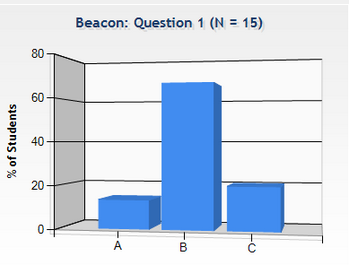 Beacon: Question 1 (N = 15)
80
60
40
20
0
% of Students
A
B
C